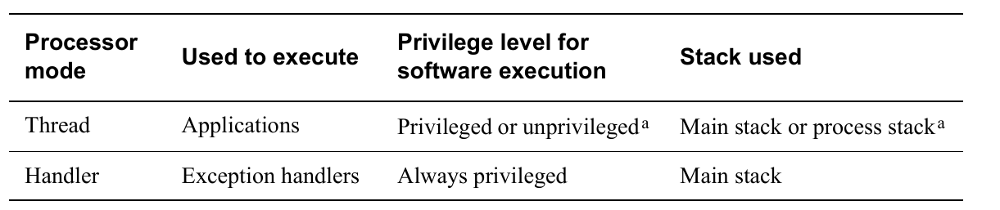 Processor mode Used to execute Privilege level for software execution Stack used
Thread Applications Privileged or unprivileged a Main stack or process stack a
Handler Exception handlers Always privileged Main stack